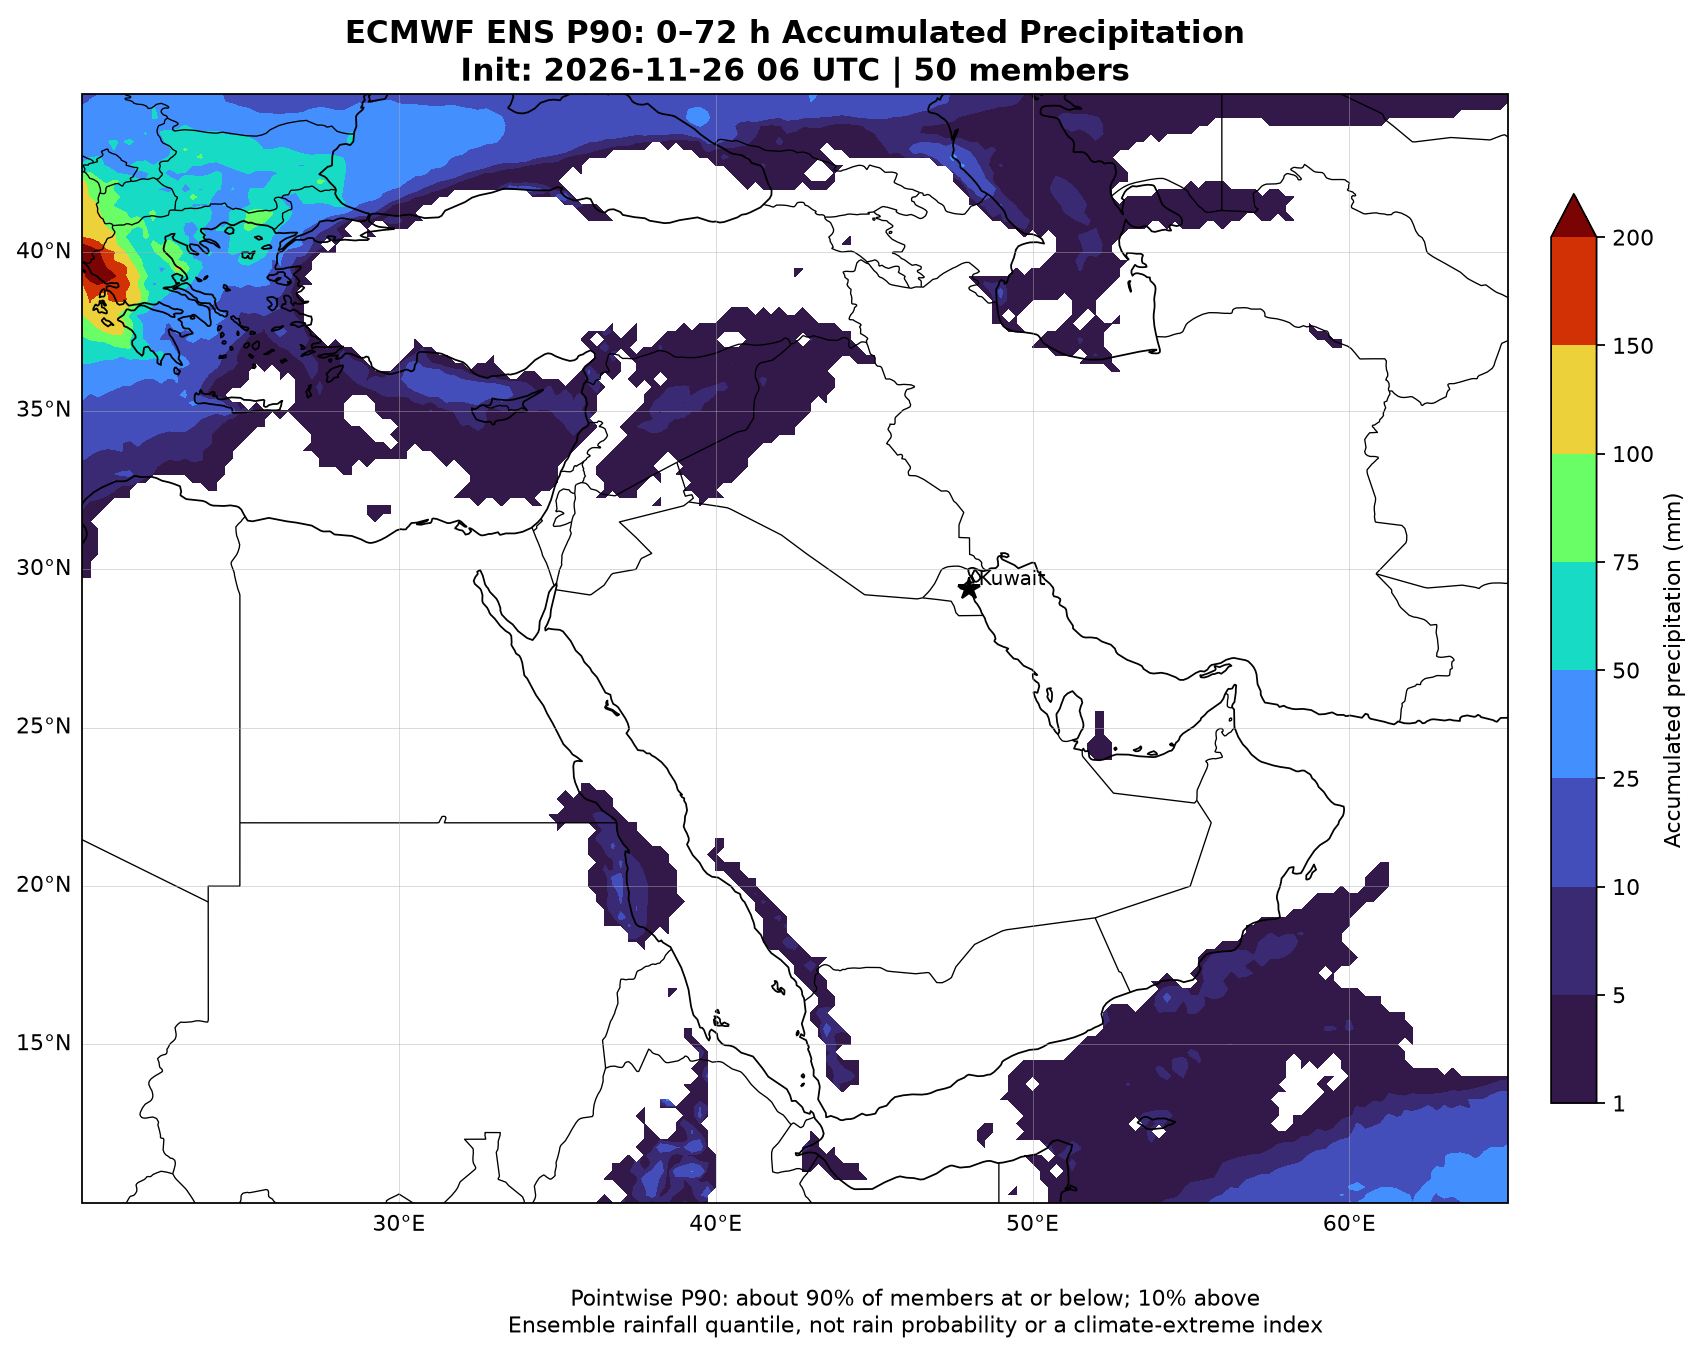 ECMWF ENS P90: 0–72 h Accumulated Precipitation
Init: 2026-11-26 06 UTC | 50 members
40°N
35°N
30°N
25°N
20°N
15°N
30°E
40°E
50°E
60°E
Kuwait
200
150
100
75
50
25
10
5
1
Accumulated precipitation (mm)
Pointwise P90: about 90% of members at or below; 10% above
Ensemble rainfall quantile, not rain probability or a climate-extreme index